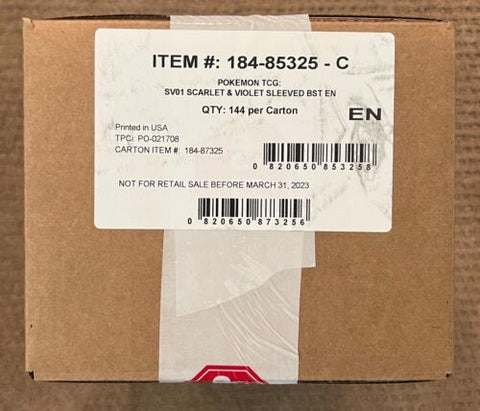 ITEM #: 184-85325 - C
POKEMON TCG:
SV01 SCARLET & VIOLET SLEEVED BST EN
QTY: 144 per Carton
EN
Printed in USA
TPCi: PO-021708
CARTON ITEM #: 184-87325
0 820650 853258
NOT FOR RETAIL SALE BEFORE MARCH 31, 2023
0 820650 873256